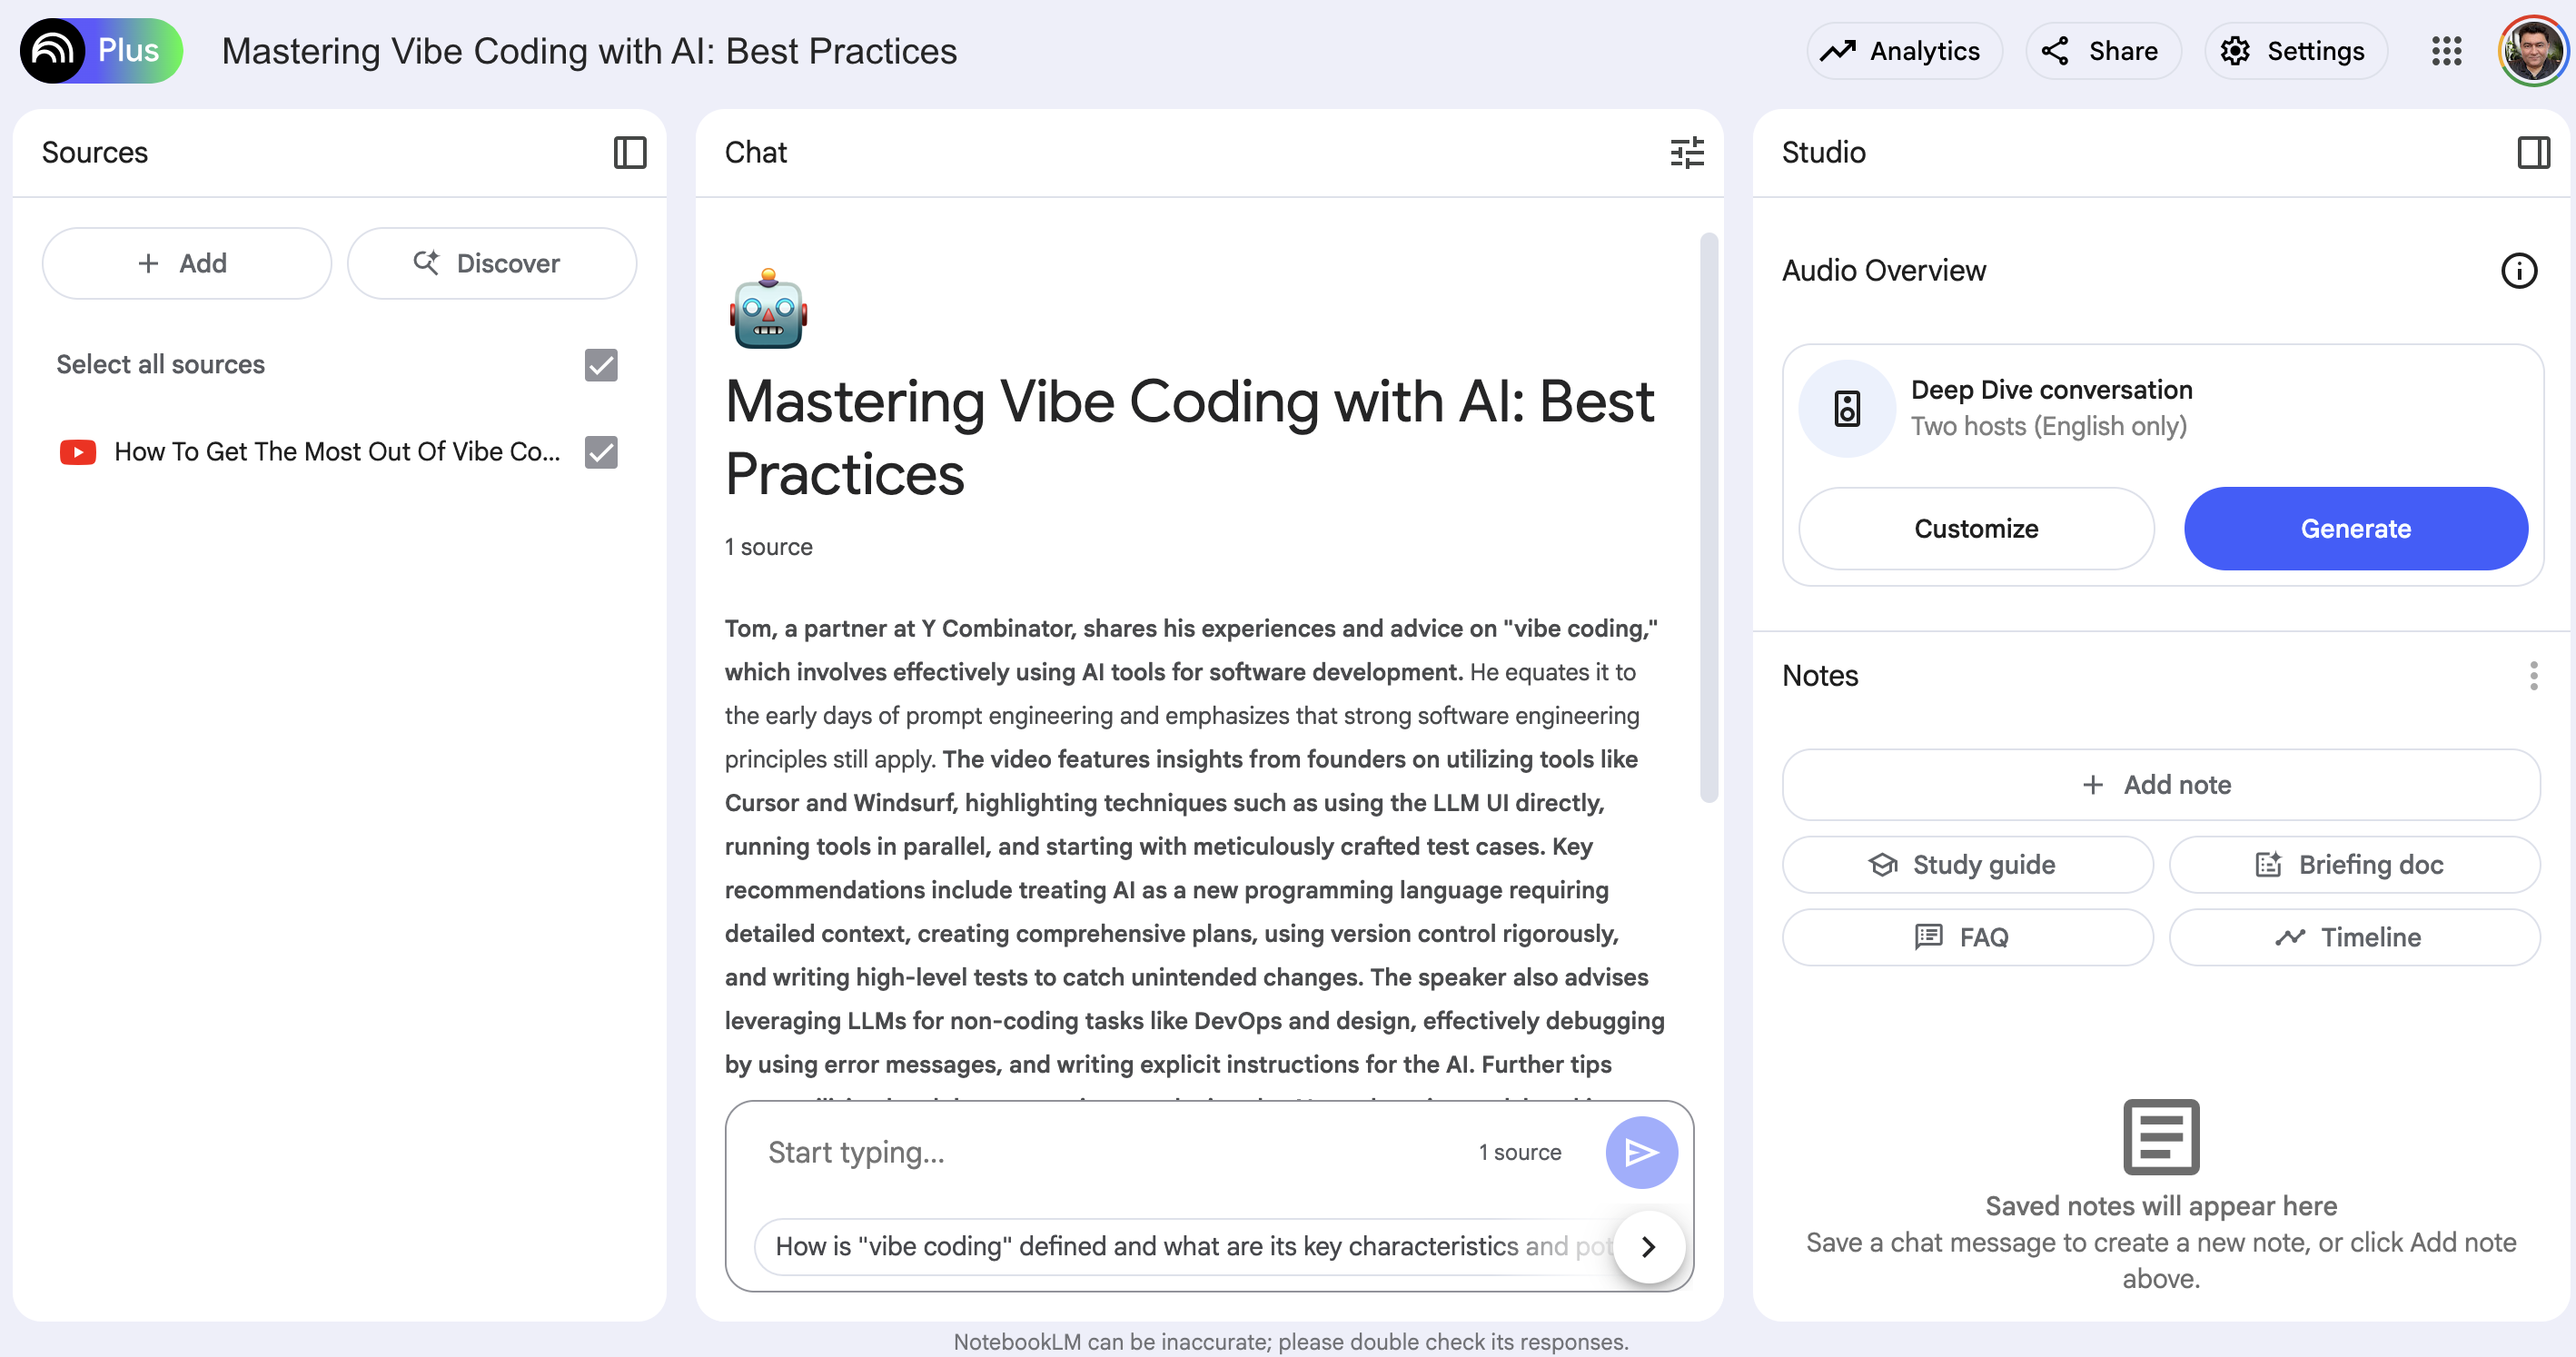 Plus
Mastering Vibe Coding with AI: Best Practices
Analytics
Share
Settings
Sources
Add
Discover
Select all sources
How To Get The Most Out Of Vibe Co...
Chat
Mastering Vibe Coding with AI: Best
Practices
1 source
Tom, a partner at Y Combinator, shares his experiences and advice on "vibe coding,"
which involves effectively using AI tools for software development. He equates it to
the early days of prompt engineering and emphasizes that strong software engineering
principles still apply. The video features insights from founders on utilizing tools like
Cursor and Windsurf, highlighting techniques such as using the LLM UI directly,
running tools in parallel, and starting with meticulously crafted test cases. Key
recommendations include treating AI as a new programming language requiring
detailed context, creating comprehensive plans, using version control rigorously,
and writing high-level tests to catch unintended changes. The speaker also advises
leveraging LLMs for non-coding tasks like DevOps and design, effectively debugging
by using error messages, and writing explicit instructions for the AI. Further tips
Start typing...
1 source
How is "vibe coding" defined and what are its key characteristics and pot
Studio
Audio Overview
Deep Dive conversation
Two hosts (English only)
Customize
Generate
Notes
Add note
Study guide
Briefing doc
FAQ
Timeline
Saved notes will appear here
Save a chat message to create a new note, or click Add note
above.
NotebookLM can be inaccurate; please double check its responses.